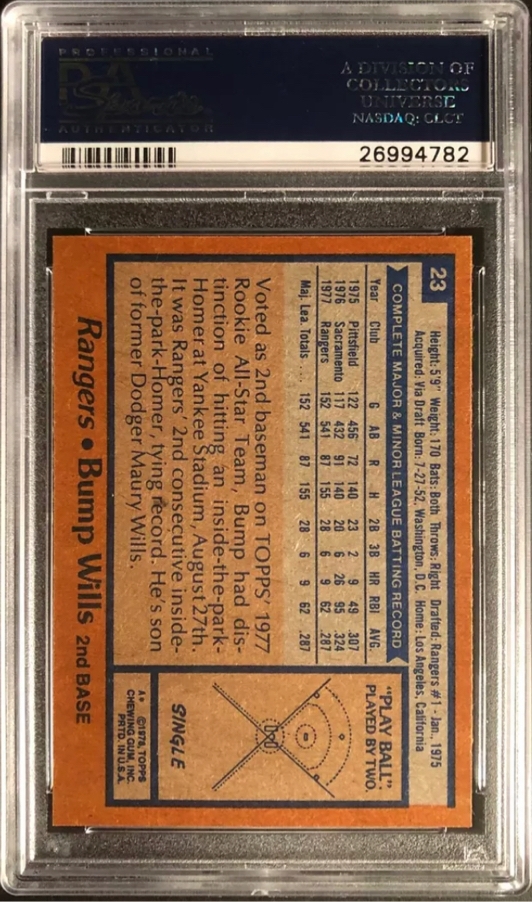 PROFESSIONAL
PSA
AUTHENTICATOR
A DIVISION OF
COLLECTORS
UNIVERSE
NASDAQ: CLCT
26994782
23
Height: 5'9" Weight: 170 Bats: Both Throws: Right Drafted: Rangers #1-Jan., 1975
Acquired: Via Draft Born: 7-27-52, Washington, D.C. Home: Los Angeles, California
COMPLETE MAJOR & MINOR LEAGUE BATTING RECORD
Year Club G AB R H 2B 3B HR RBI AVG.
1975 Pittsfield 122 456 72 140 23 2 9 49 .307
1976 Sacramento 117 432 91 140 20 6 26 95 .324
1977 Rangers 152 541 87 155 28 6 9 62 .287
Maj. Lea. Totals ... 152 541 87 155 28 6 9 62 .287
Voted as 2nd baseman on TOPPS' 1977
Rookie All-Star Team, Bump had dis-
tinction of hitting an inside-the-park-
Homer at Yankee Stadium, August 27th.
It was Rangers' 2nd consecutive inside-
the-park-Homer, tying record. He's son
of former Dodger Maury Wills.
Rangers • Bump Wills 2nd BASE
"PLAY BALL"
PLAYED BY TWO.
SINGLE
A* ©1978, TOPPS
CHEWING GUM, INC.
PRTD. IN U.S.A.